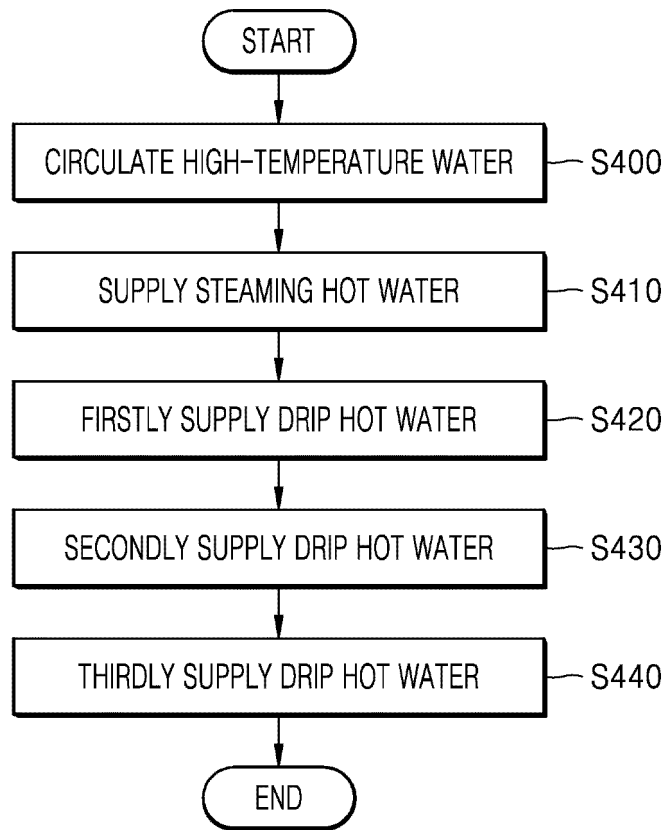 START
CIRCULATE HIGH-TEMPERATURE WATER S400
SUPPLY STEAMING HOT WATER S410
FIRSTLY SUPPLY DRIP HOT WATER S420
SECONDLY SUPPLY DRIP HOT WATER S430
THIRDLY SUPPLY DRIP HOT WATER S440
END